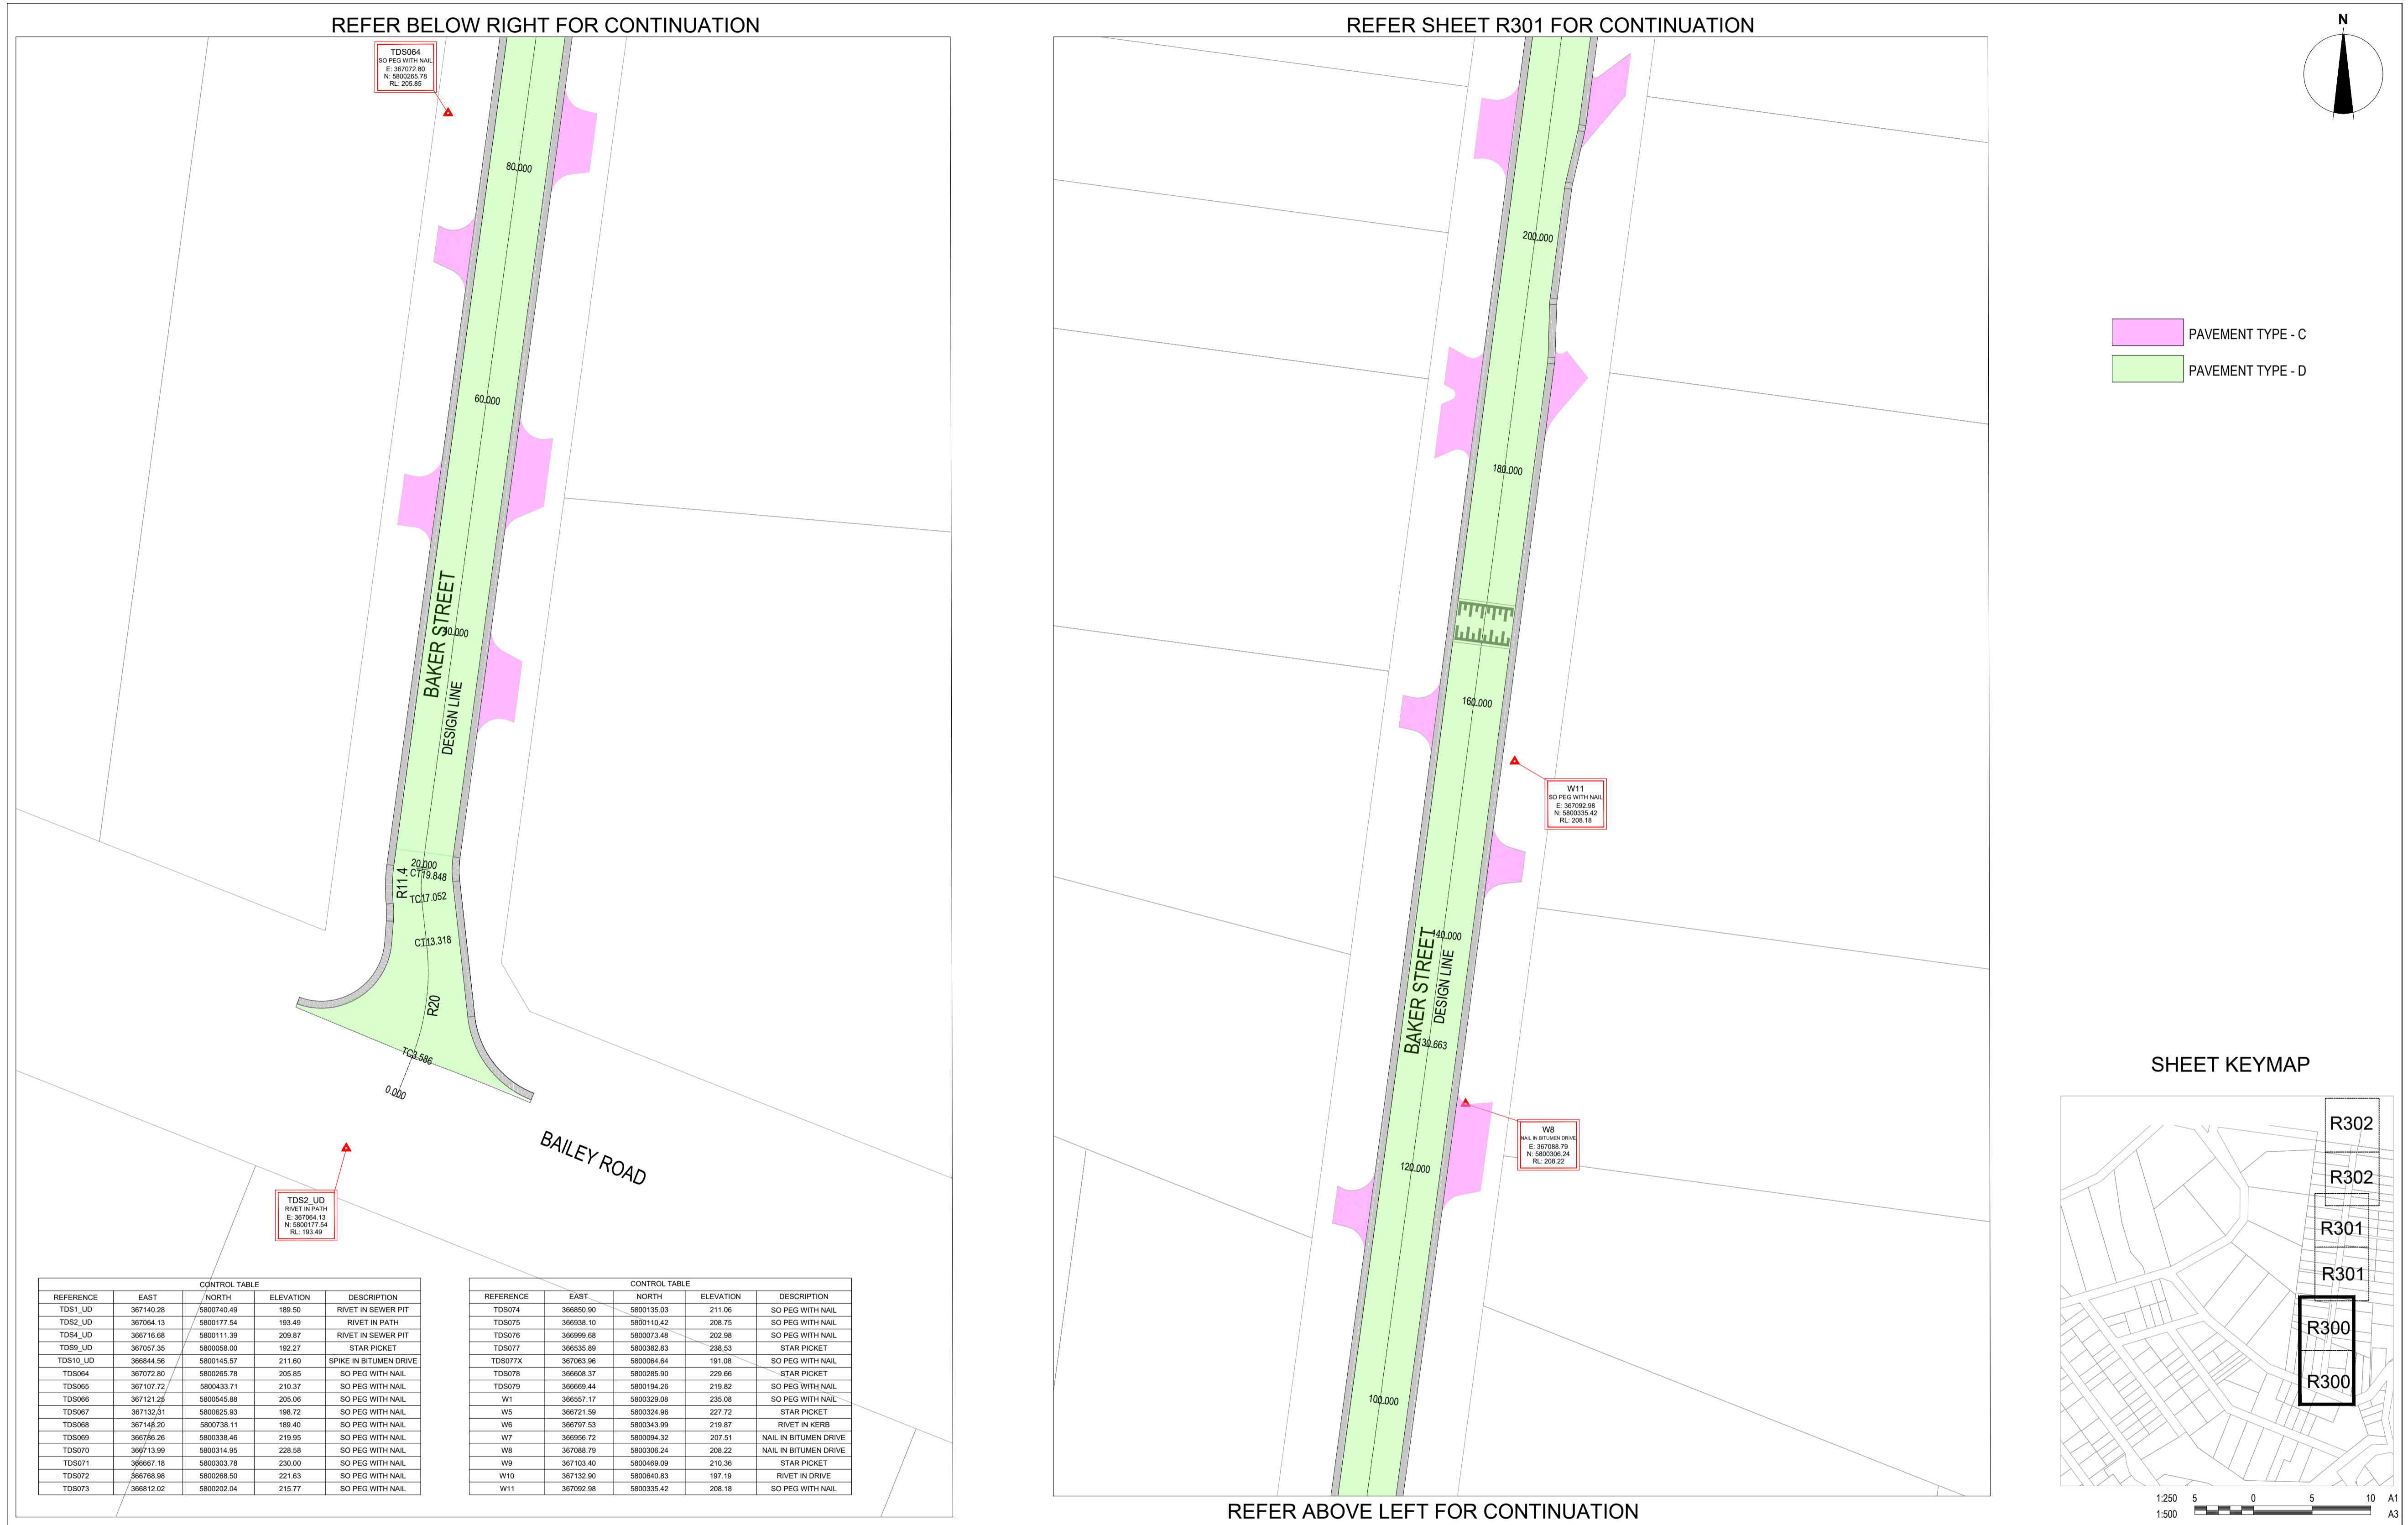 REFER BELOW RIGHT FOR CONTINUATION
TDS064
SO PEG WITH NAIL
E: 367072.80
N: 5800265.78
RL: 205.85
80.000
60.000
40.000
BAKER STREET
DESIGN LINE
20.000
CT19.848
R11.4
TC17.052
CT13.318
R20
TC3.586
0.000
BAILEY ROAD
TDS2_UD
RIVET IN PATH
E: 367064.13
N: 5800177.54
RL: 193.49
CONTROL TABLE
REFERENCE EAST NORTH ELEVATION DESCRIPTION
TDS1_UD 367140.28 5800740.49 189.50 RIVET IN SEWER PIT
TDS2_UD 367064.13 5800177.54 193.49 RIVET IN PATH
TDS4_UD 366716.68 5800111.39 209.87 RIVET IN SEWER PIT
TDS9_UD 367057.35 5800058.00 192.27 STAR PICKET
TDS10_UD 366844.56 5800145.57 211.60 SPIKE IN BITUMEN DRIVE
TDS064 367072.80 5800265.78 205.85 SO PEG WITH NAIL
TDS065 367107.72 5800433.71 210.37 SO PEG WITH NAIL
TDS066 367121.25 5800545.88 205.06 SO PEG WITH NAIL
TDS067 367132.31 5800625.93 198.72 SO PEG WITH NAIL
TDS068 367148.20 5800738.11 189.40 SO PEG WITH NAIL
TDS069 366786.26 5800338.46 219.95 SO PEG WITH NAIL
TDS070 366713.99 5800314.95 228.58 SO PEG WITH NAIL
TDS071 366667.18 5800303.78 230.00 SO PEG WITH NAIL
TDS072 366768.98 5800268.50 221.63 SO PEG WITH NAIL
TDS073 366812.02 5800202.04 215.77 SO PEG WITH NAIL
CONTROL TABLE
REFERENCE EAST NORTH ELEVATION DESCRIPTION
TDS074 366850.90 5800135.03 211.06 SO PEG WITH NAIL
TDS075 366938.10 5800110.42 208.75 SO PEG WITH NAIL
TDS076 366999.68 5800073.48 202.98 SO PEG WITH NAIL
TDS077 366535.89 5800382.83 238.53 STAR PICKET
TDS077X 367063.96 5800064.64 191.08 SO PEG WITH NAIL
TDS078 366608.37 5800285.90 229.66 STAR PICKET
TDS079 366669.44 5800194.26 219.82 SO PEG WITH NAIL
W1 366557.17 5800329.08 235.08 SO PEG WITH NAIL
W5 366721.59 5800324.96 227.72 STAR PICKET
W6 366797.53 5800343.99 219.87 RIVET IN KERB
W7 366956.72 5800094.32 207.51 NAIL IN BITUMEN DRIVE
W8 367088.79 5800306.24 208.22 NAIL IN BITUMEN DRIVE
W9 367103.40 5800469.09 210.36 STAR PICKET
W10 367132.90 5800640.83 197.19 RIVET IN DRIVE
W11 367092.98 5800335.42 208.18 SO PEG WITH NAIL
REFER SHEET R301 FOR CONTINUATION
200.000
180.000
160.000
W11
SO PEG WITH NAIL
E: 367092.98
N: 5800335.42
RL: 208.18
140.000
BAKER STREET
DESIGN LINE
130.663
W8
NAIL IN BITUMEN DRIVE
E: 367088.79
N: 5800306.24
RL: 208.22
120.000
100.000
REFER ABOVE LEFT FOR CONTINUATION
N
PAVEMENT TYPE - C
PAVEMENT TYPE - D
SHEET KEYMAP
R302
R302
R301
R301
R300
R300
1:250 5 0 5 10 A1
1:500 A3